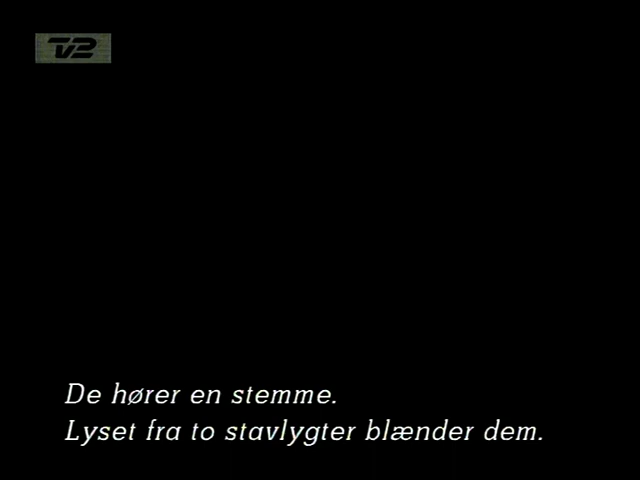 TV2
De hører en stemme.
Lyset fra to stavlygter blænder dem.